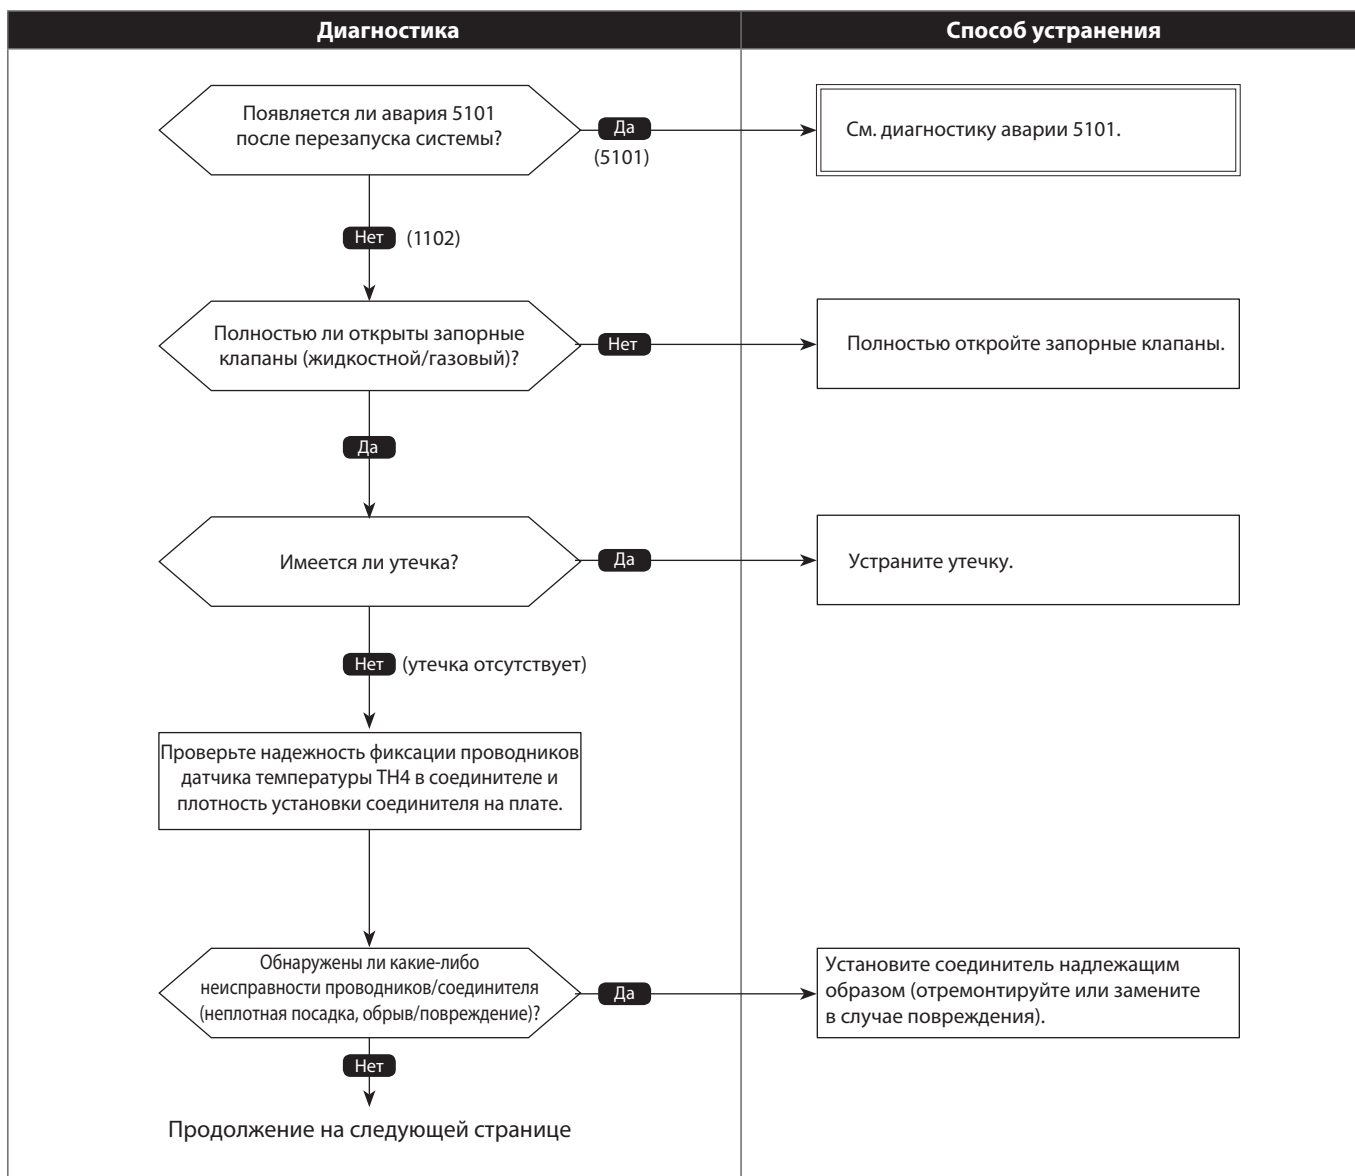 Диагностика
Способ устранения
Появляется ли авария 5101
после перезапуска системы?
Да
(5101)
См. диагностику аварии 5101.
Нет (1102)
Полностью ли открыты запорные
клапаны (жидкостной/газовый)?
Нет
Полностью откройте запорные клапаны.
Да
Имеется ли утечка?
Да
Устраните утечку.
Нет (утечка отсутствует)
Проверьте надежность фиксации проводников
датчика температуры TH4 в соединителе и
плотность установки соединителя на плате.
Обнаружены ли какие-либо
неисправности проводников/соединителя
(неплотная посадка, обрыв/повреждение)?
Да
Установите соединитель надлежащим
образом (отремонтируйте или замените
в случае повреждения).
Нет
Продолжение на следующей странице